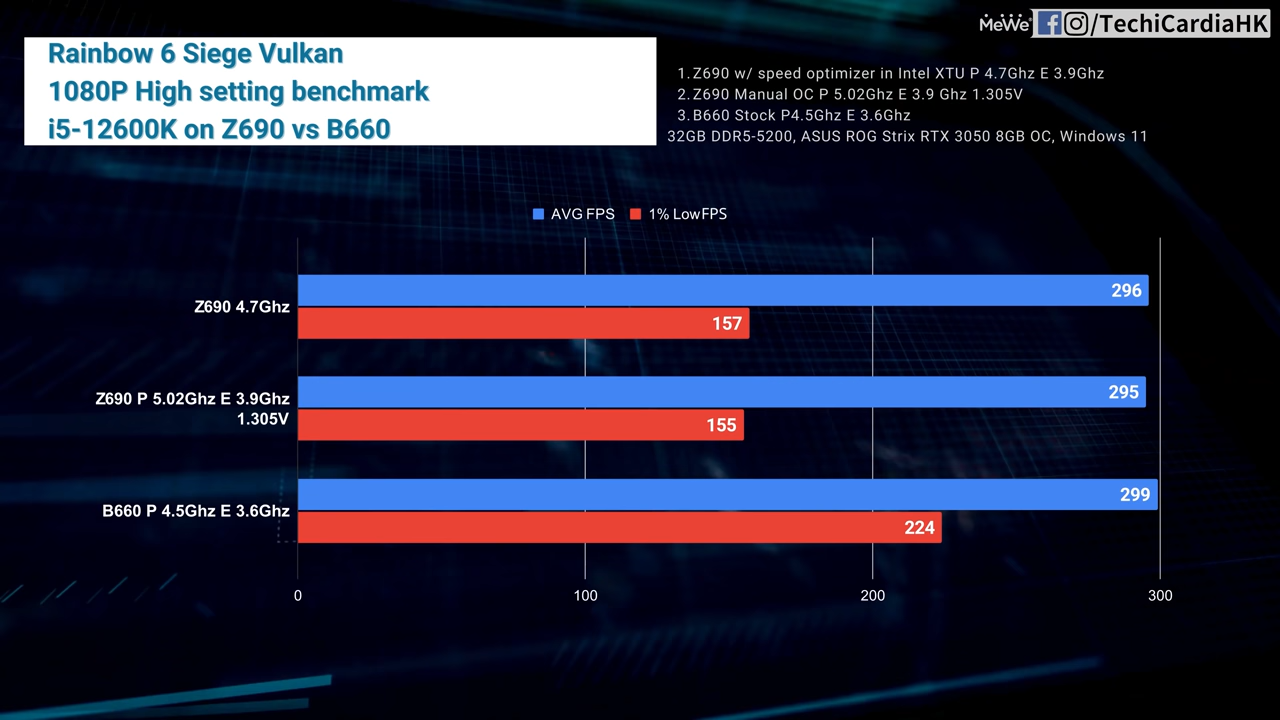 MeWe /TechiCardiaHK
Rainbow 6 Siege Vulkan
1080P High setting benchmark
i5-12600K on Z690 vs B660
1. Z690 w/ speed optimizer in Intel XTU P 4.7Ghz E 3.9Ghz
2. Z690 Manual OC P 5.02Ghz E 3.9 Ghz 1.305V
3. B660 Stock P4.5Ghz E 3.6Ghz
32GB DDR5-5200, ASUS ROG Strix RTX 3050 8GB OC, Windows 11
AVG FPS 1% Low FPS
Z690 4.7Ghz
296
157
Z690 P 5.02Ghz E 3.9Ghz
1.305V
295
155
B660 P 4.5Ghz E 3.6Ghz
299
224
0 100 200 300